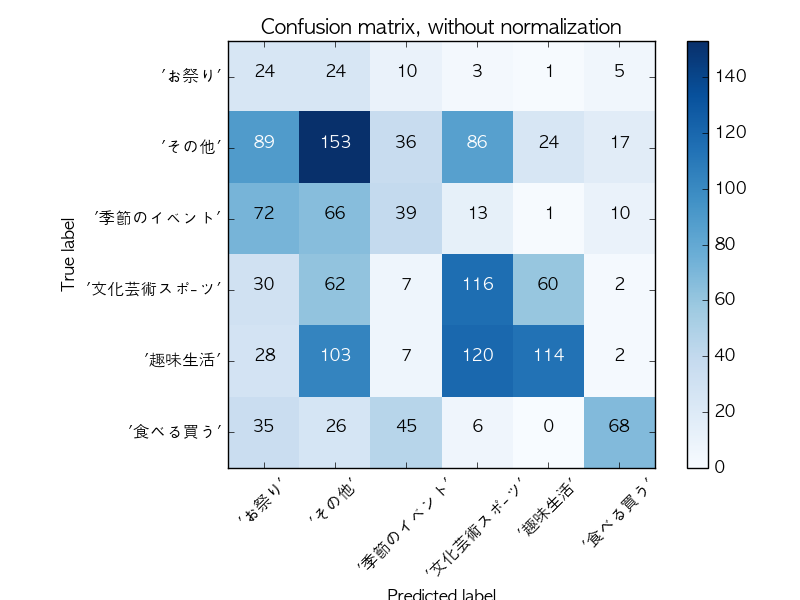 Confusion matrix, without normalization
'お祭り' 24 24 10 3 1 5
'その他' 89 153 36 86 24 17
'季節のイベント' 72 66 39 13 1 10
'文化芸術スポーツ' 30 62 7 116 60 2
'趣味生活' 28 103 7 120 114 2
'食べる買う' 35 26 45 6 0 68
True label
'お祭り' 'その他' '季節のイベント' '文化芸術スポーツ' '趣味生活' '食べる買う'
Predicted label
140
120
100
80
60
40
20
0